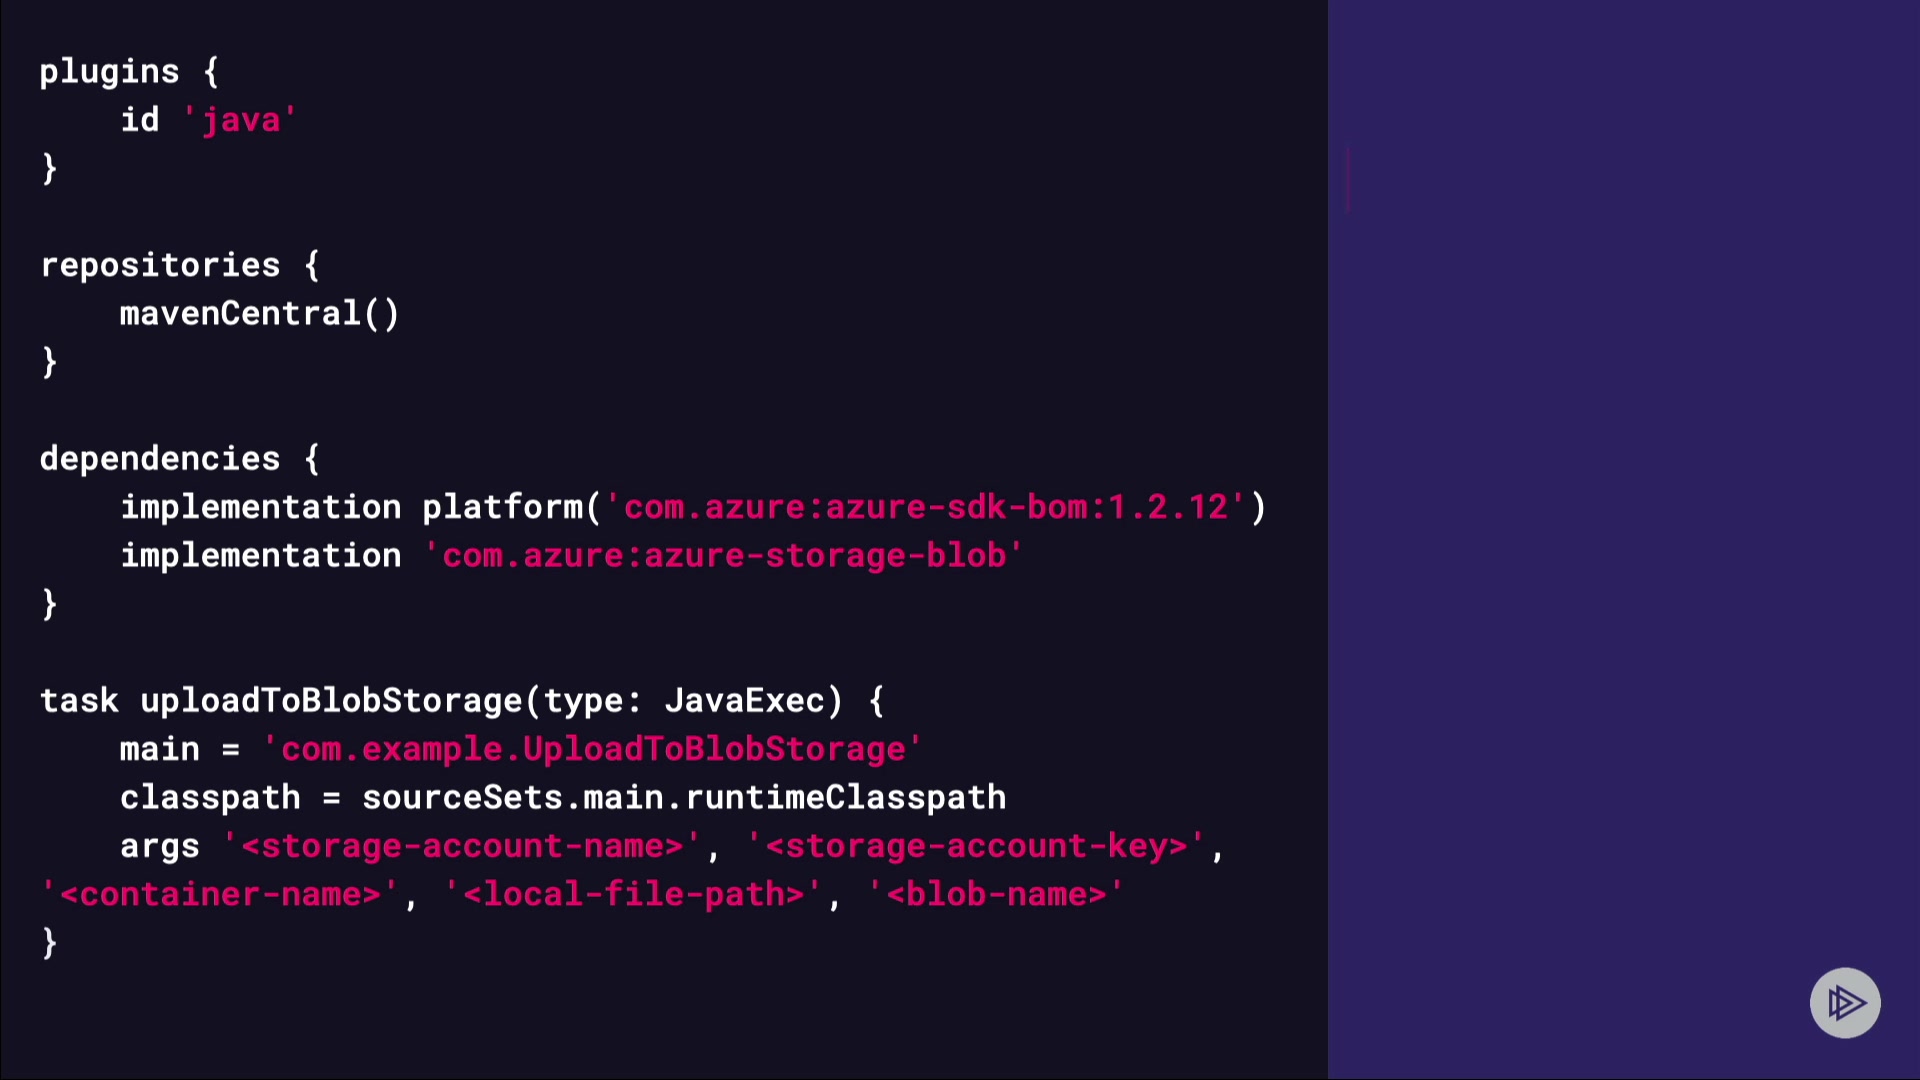 plugins {
id 'java'
}
repositories {
mavenCentral()
}
dependencies {
implementation platform('com.azure:azure-sdk-bom:1.2.12')
implementation 'com.azure:azure-storage-blob'
}
task uploadToBlobStorage(type: JavaExec) {
main = 'com.example.UploadToBlobStorage'
classpath = sourceSets.main.runtimeClasspath
args '<storage-account-name>', '<storage-account-key>',
'<container-name>', '<local-file-path>', '<blob-name>'
}